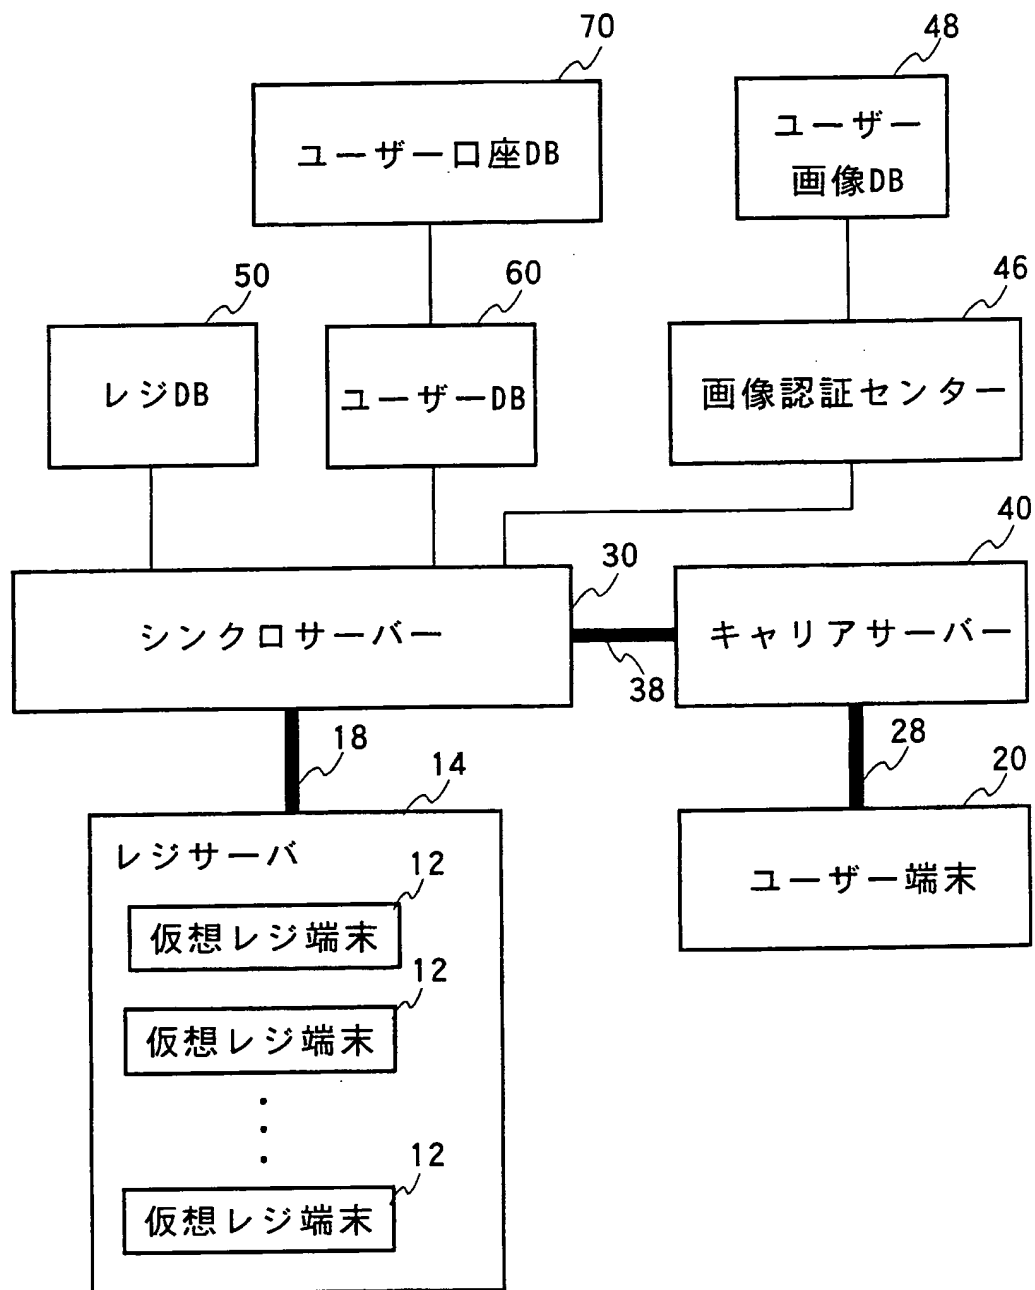 70
48
ユーザー口座DB
ユーザー
画像DB
50
60
46
レジDB
ユーザーDB
画像認証センター
30
40
シンクロサーバー
キャリアサーバー
38
18
28
14
20
レジサーバ
ユーザー端末
12
仮想レジ端末
12
仮想レジ端末
12
仮想レジ端末